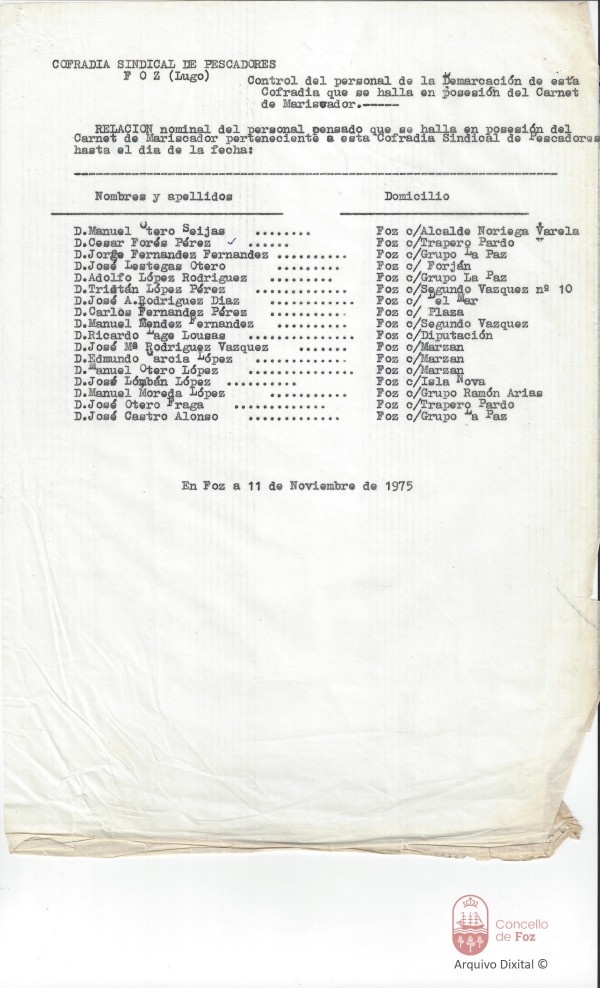 COFRADIA SINDICAL DE PESCADORES
F O Z (Lugo)
Control del personal de la Demarcación de esta
Cofradia que se halla en posesión del Carnet
de Mariscador.-----
RELACION nominal del personal censado que se halla en posesión del
Carnet de Mariscador perteneciente a esta Cofradia Sindical de Pescadores
hasta el dia de la fecha:
Nombres y apellidos Domicilio
D.Manuel Otero Seijas ........ Foz c/Alcalde Noriega Varela
D.Cesar Forés Pérez ✓ ...... Foz c/Trapero Pardo "
D.Jorge Fernandez Fernandez .......... Foz c/Grupo La Paz
D.José Lestegas Otero ......... Foz c/ Forján
D.Adolfo López Rodriguez ......... Foz c/Grupo La Paz
D.Tridtán López Pérez ............. Foz c/Segundo Vazquez nº 10
D.José A.Rodriguez Diaz .......... Foz c/ Del Mar
D.Carlos Fernandez Pérez .......... Foz c/ Plaza
D.Manuel Mendez Fernandez .......... Foz c/Segundo Vazquez
D.Ricardo Lage Lousas ............... Foz c/Diputación
D.José Mª Rodriguez Vazquez ....... Foz c/Marzan
D.Edmundo Garcia López ............. Foz c/Marzan
D.Manuel Otero López ............... Foz c/Marzan
D.José Lombán López .......... Foz c/Isla Nova
D.Manuel Moreda López ........... Foz c/Grupo Ramón Arias
D.José Otero Fraga ............. Foz c/Trapero Pardo
D.José Castro Alonso ............. Foz c/Grupo La Paz
En Foz a 11 de Noviembre de 1975
Concello
de Foz
Arquivo Dixital ©